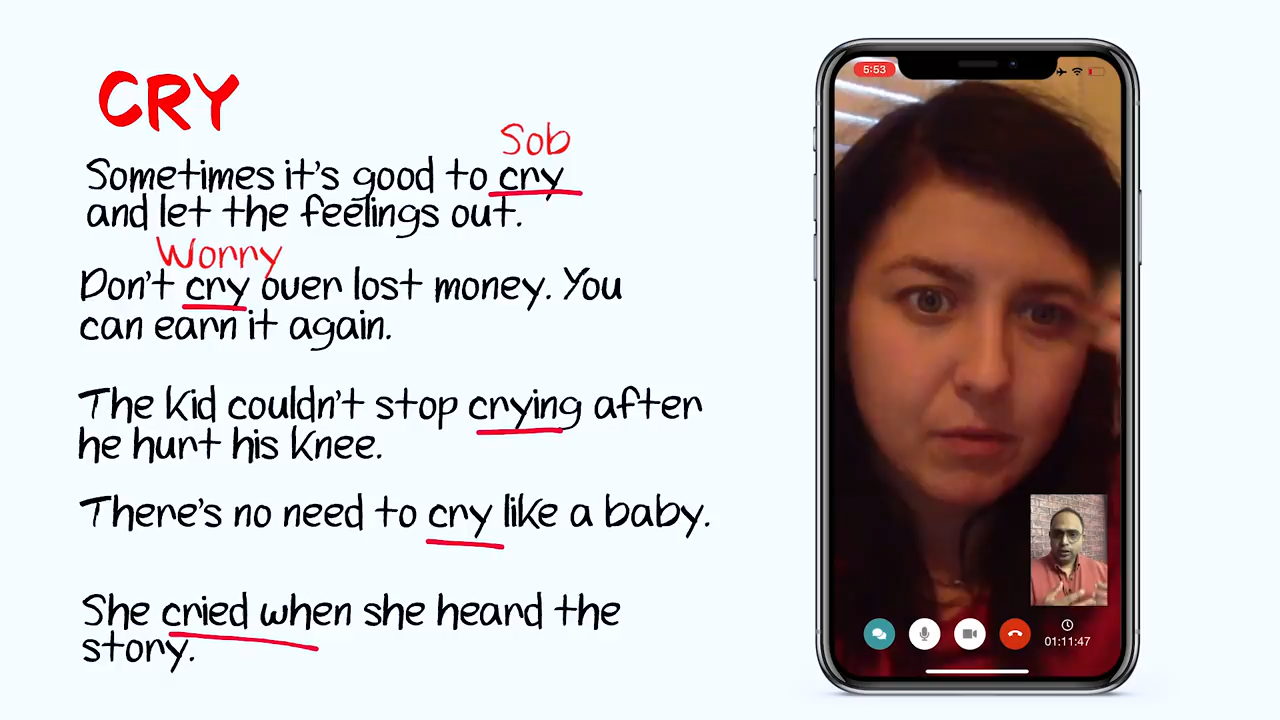 CRY
Sob
Sometimes it's good to cry
and let the feelings out.
Worry
Don't cry over lost money. You
can earn it again.
The kid couldn't stop crying after
he hurt his knee.
There's no need to cry like a baby.
She cried when she heard the
story.
5:53
01:11:47